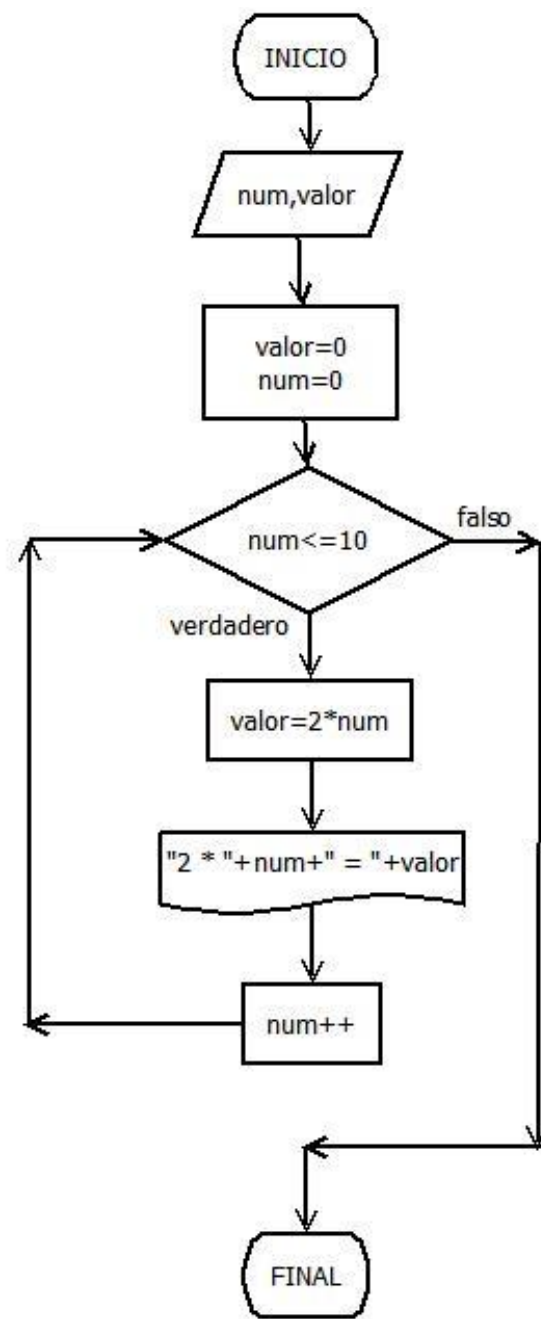 INICIO
num,valor
valor=0
num=0
num<=10
falso
verdadero
valor=2*num
"2 * "+num+" = "+valor
num++
FINAL